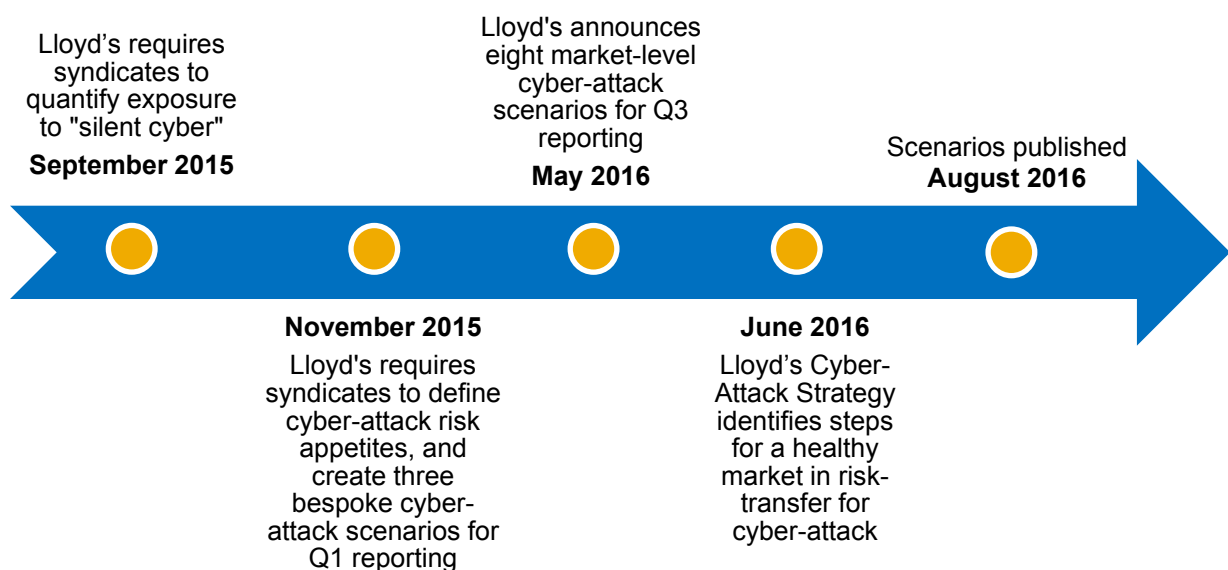 Lloyd’s requires
syndicates to
quantify exposure
to "silent cyber"
September 2015
Lloyd's announces
eight market-level
cyber-attack
scenarios for Q3
reporting
May 2016
Scenarios published
August 2016
November 2015
Lloyd's requires
syndicates to define
cyber-attack risk
appetites, and
create three
bespoke cyber-
attack scenarios for
Q1 reporting
June 2016
Lloyd’s Cyber-
Attack Strategy
identifies steps
for a healthy
market in risk-
transfer for
cyber-attack